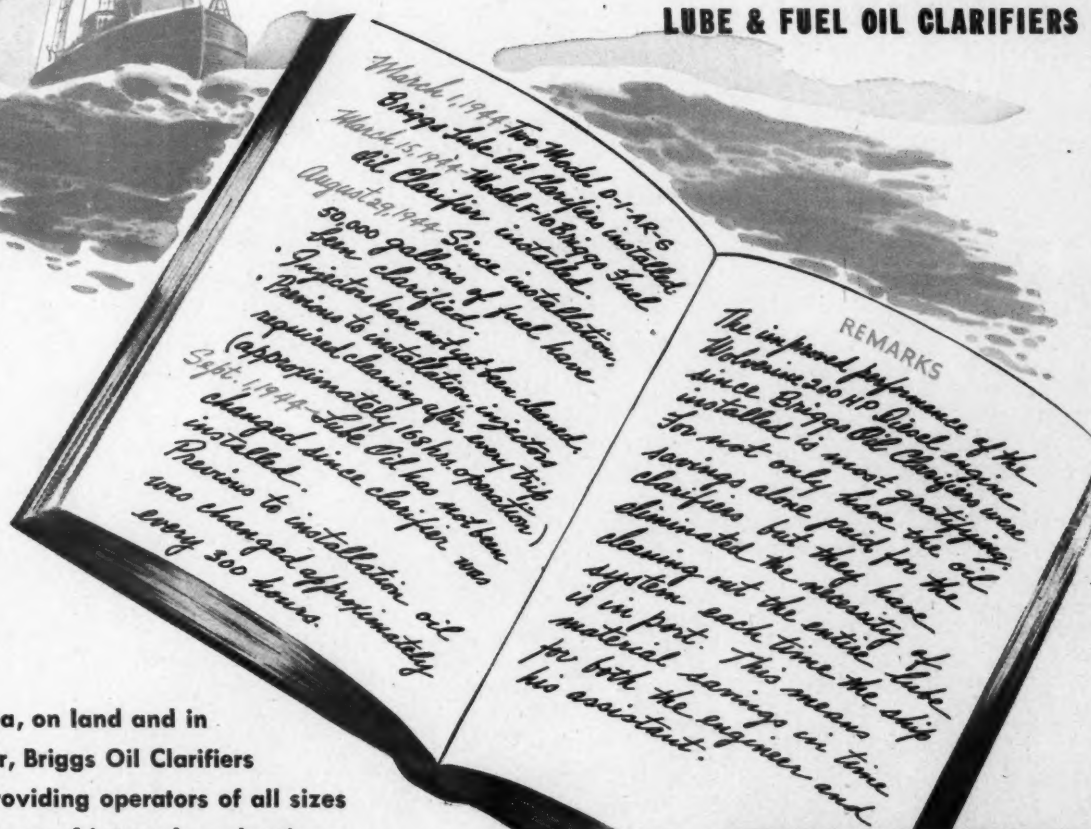 LUBE & FUEL OIL CLARIFIERS
March 1, 1944 - Two Model D-1-AR-S
Briggs Lube Oil Clarifiers installed
March 15, 1944 - Model F-10 Briggs Fuel
Oil Clarifier installed.
August 29, 1944 Since installation,
50,000 gallons of fuel have
been clarified.
Injectors have not yet been cleaned.
Previous to installation, injectors
required cleaning after every trip
(approximately 168 hrs. operation)
Sept. 1, 1944 - Lube Oil has not been
changed since clarifier was
installed.
Previous to installation oil
was changed approximately
every 300 hours.
REMARKS
The improved performance of the
Wolverine 200 HP Diesel engine
since Briggs Oil Clarifiers were
installed is most gratifying.
For not only have the oil
savings alone paid for the
clarifiers but they have
eliminated the necessity of
cleaning out the entire lube
system each time the ship
is in port. This means
material savings in time
for both the engineer and
his assistant.
a, on land and in
r, Briggs Oil Clarifiers
roviding operators of all sizes